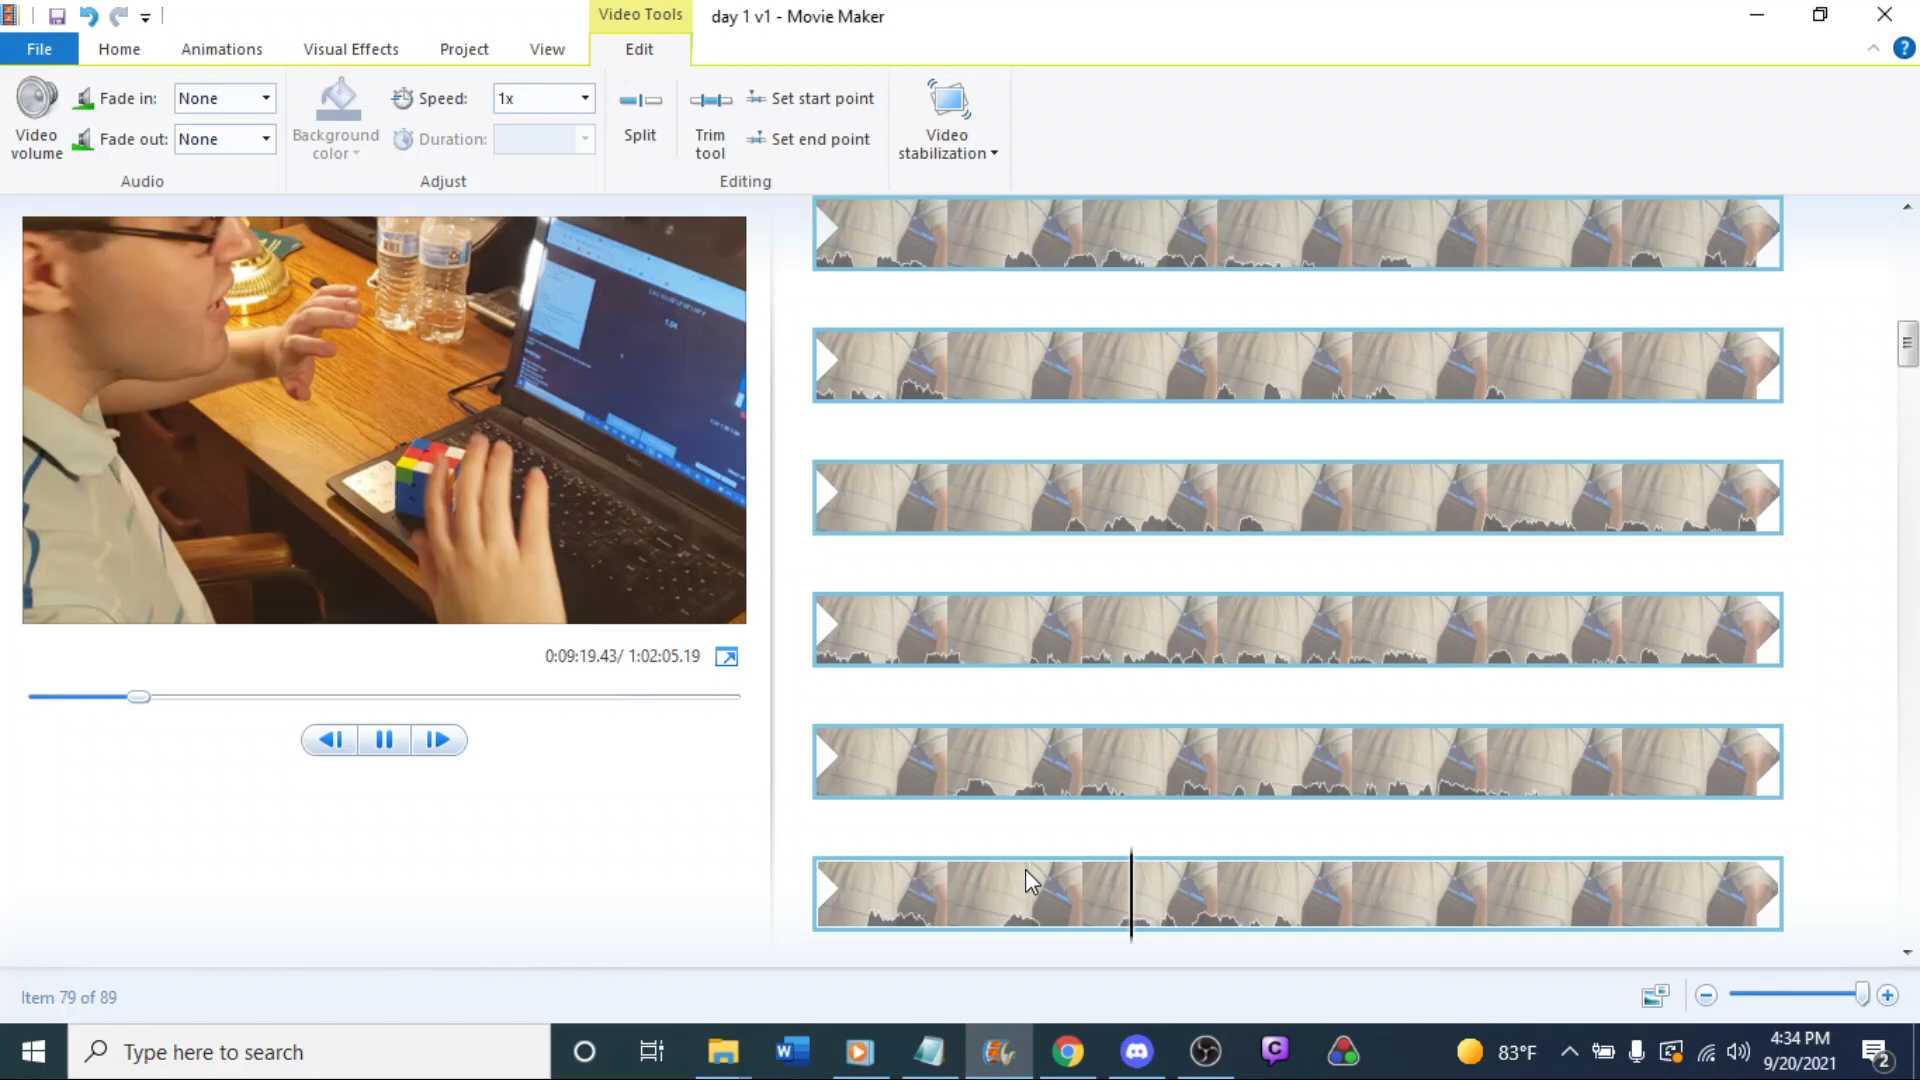 Video Tools
day 1 v1 - Movie Maker
File
Home
Animations
Visual Effects
Project
View
Edit
?
Video
volume
Fade in:
None
Fade out:
None
Audio
Background
color
Speed:
1x
Duration:
Adjust
Split
Trim
tool
Set start point
Set end point
Editing
Video
stabilization
0:09:19.43/ 1:02:05.19
Item 79 of 89
Type here to search
83°F
4:34 PM
9/20/2021
2